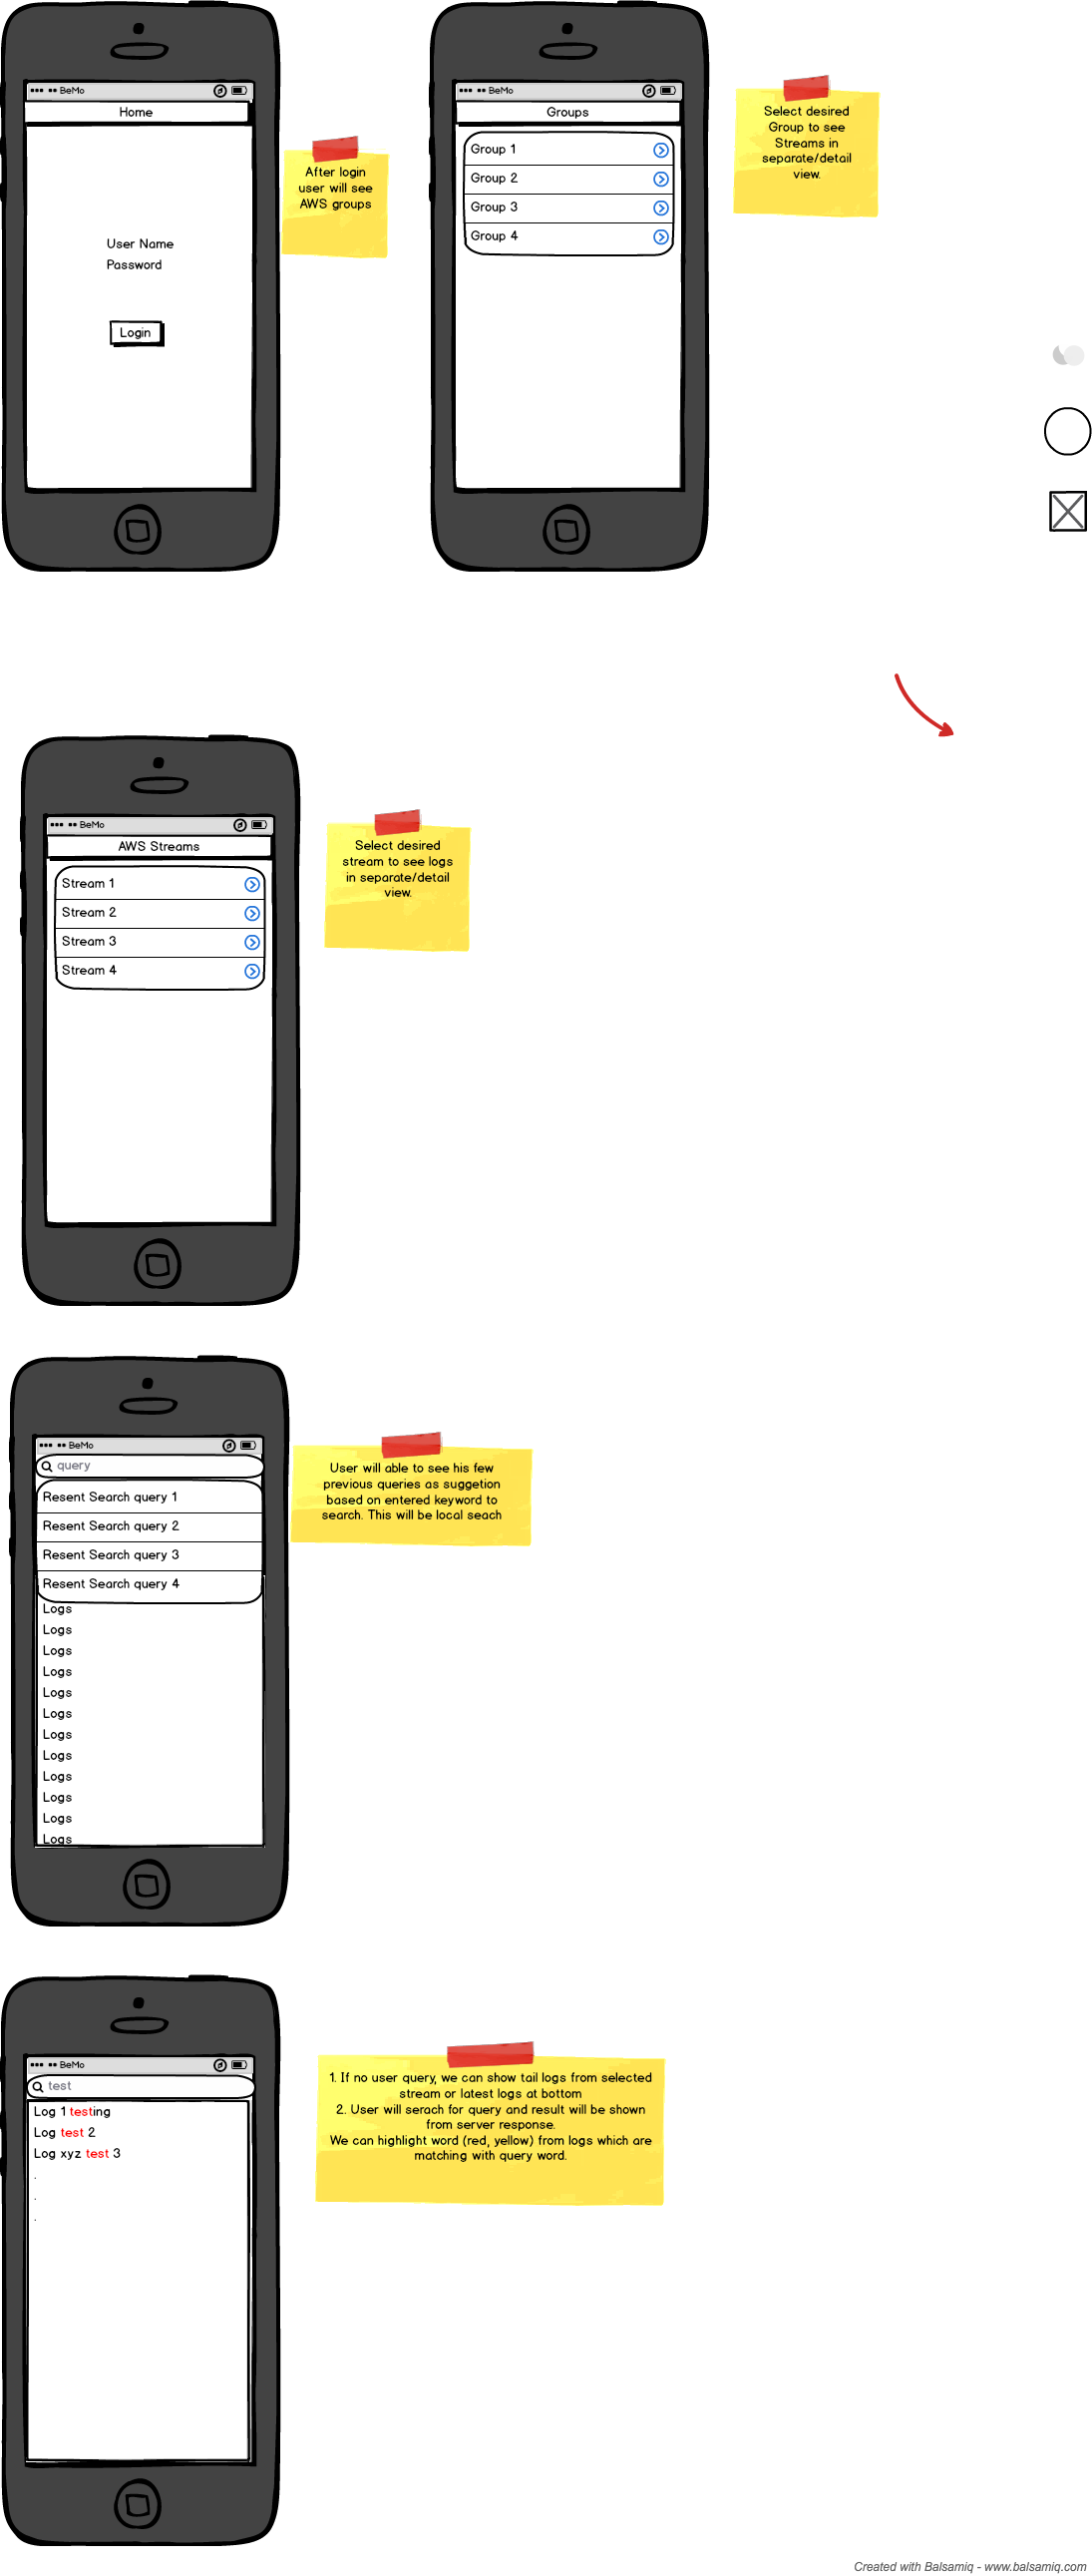 BeMo
Home
User Name
Password
Login
After login
user will see
AWS groups
BeMo
Groups
Group 1
Group 2
Group 3
Group 4
Select desired
Group to see
Streams in
separate/detail
view.
BeMo
AWS Streams
Stream 1
Stream 2
Stream 3
Stream 4
Select desired
stream to see logs
in separate/detail
view.
BeMo
query
Resent Search query 1
Resent Search query 2
Resent Search query 3
Resent Search query 4
Logs
Logs
Logs
Logs
Logs
Logs
Logs
Logs
Logs
Logs
Logs
Logs
User will able to see his few
previous queries as suggetion
based on entered keyword to
search. This will be local seach
BeMo
test
Log 1 testing
Log test 2
Log xyz test 3
.
.
.
1. If no user query, we can show tail logs from selected
stream or latest logs at bottom
2. User will serach for query and result will be shown
from server response.
We can highlight word (red, yellow) from logs which are
matching with query word.
Created with Balsamiq - www.balsamiq.com